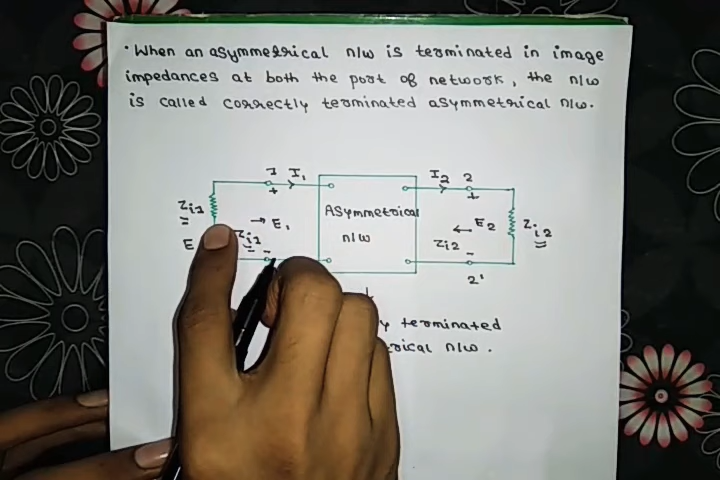 • When an asymmetrical n/w is terminated in image
impedances at both the port of network, the n/w
is called correctly terminated asymmetrical n/w.
1 I1 I2 2
+ +
Zi1 → E1 Asymmetrical ← E2 Zi2
E Zi1 n/w Zi2
- -
2'
terminated
n/w.